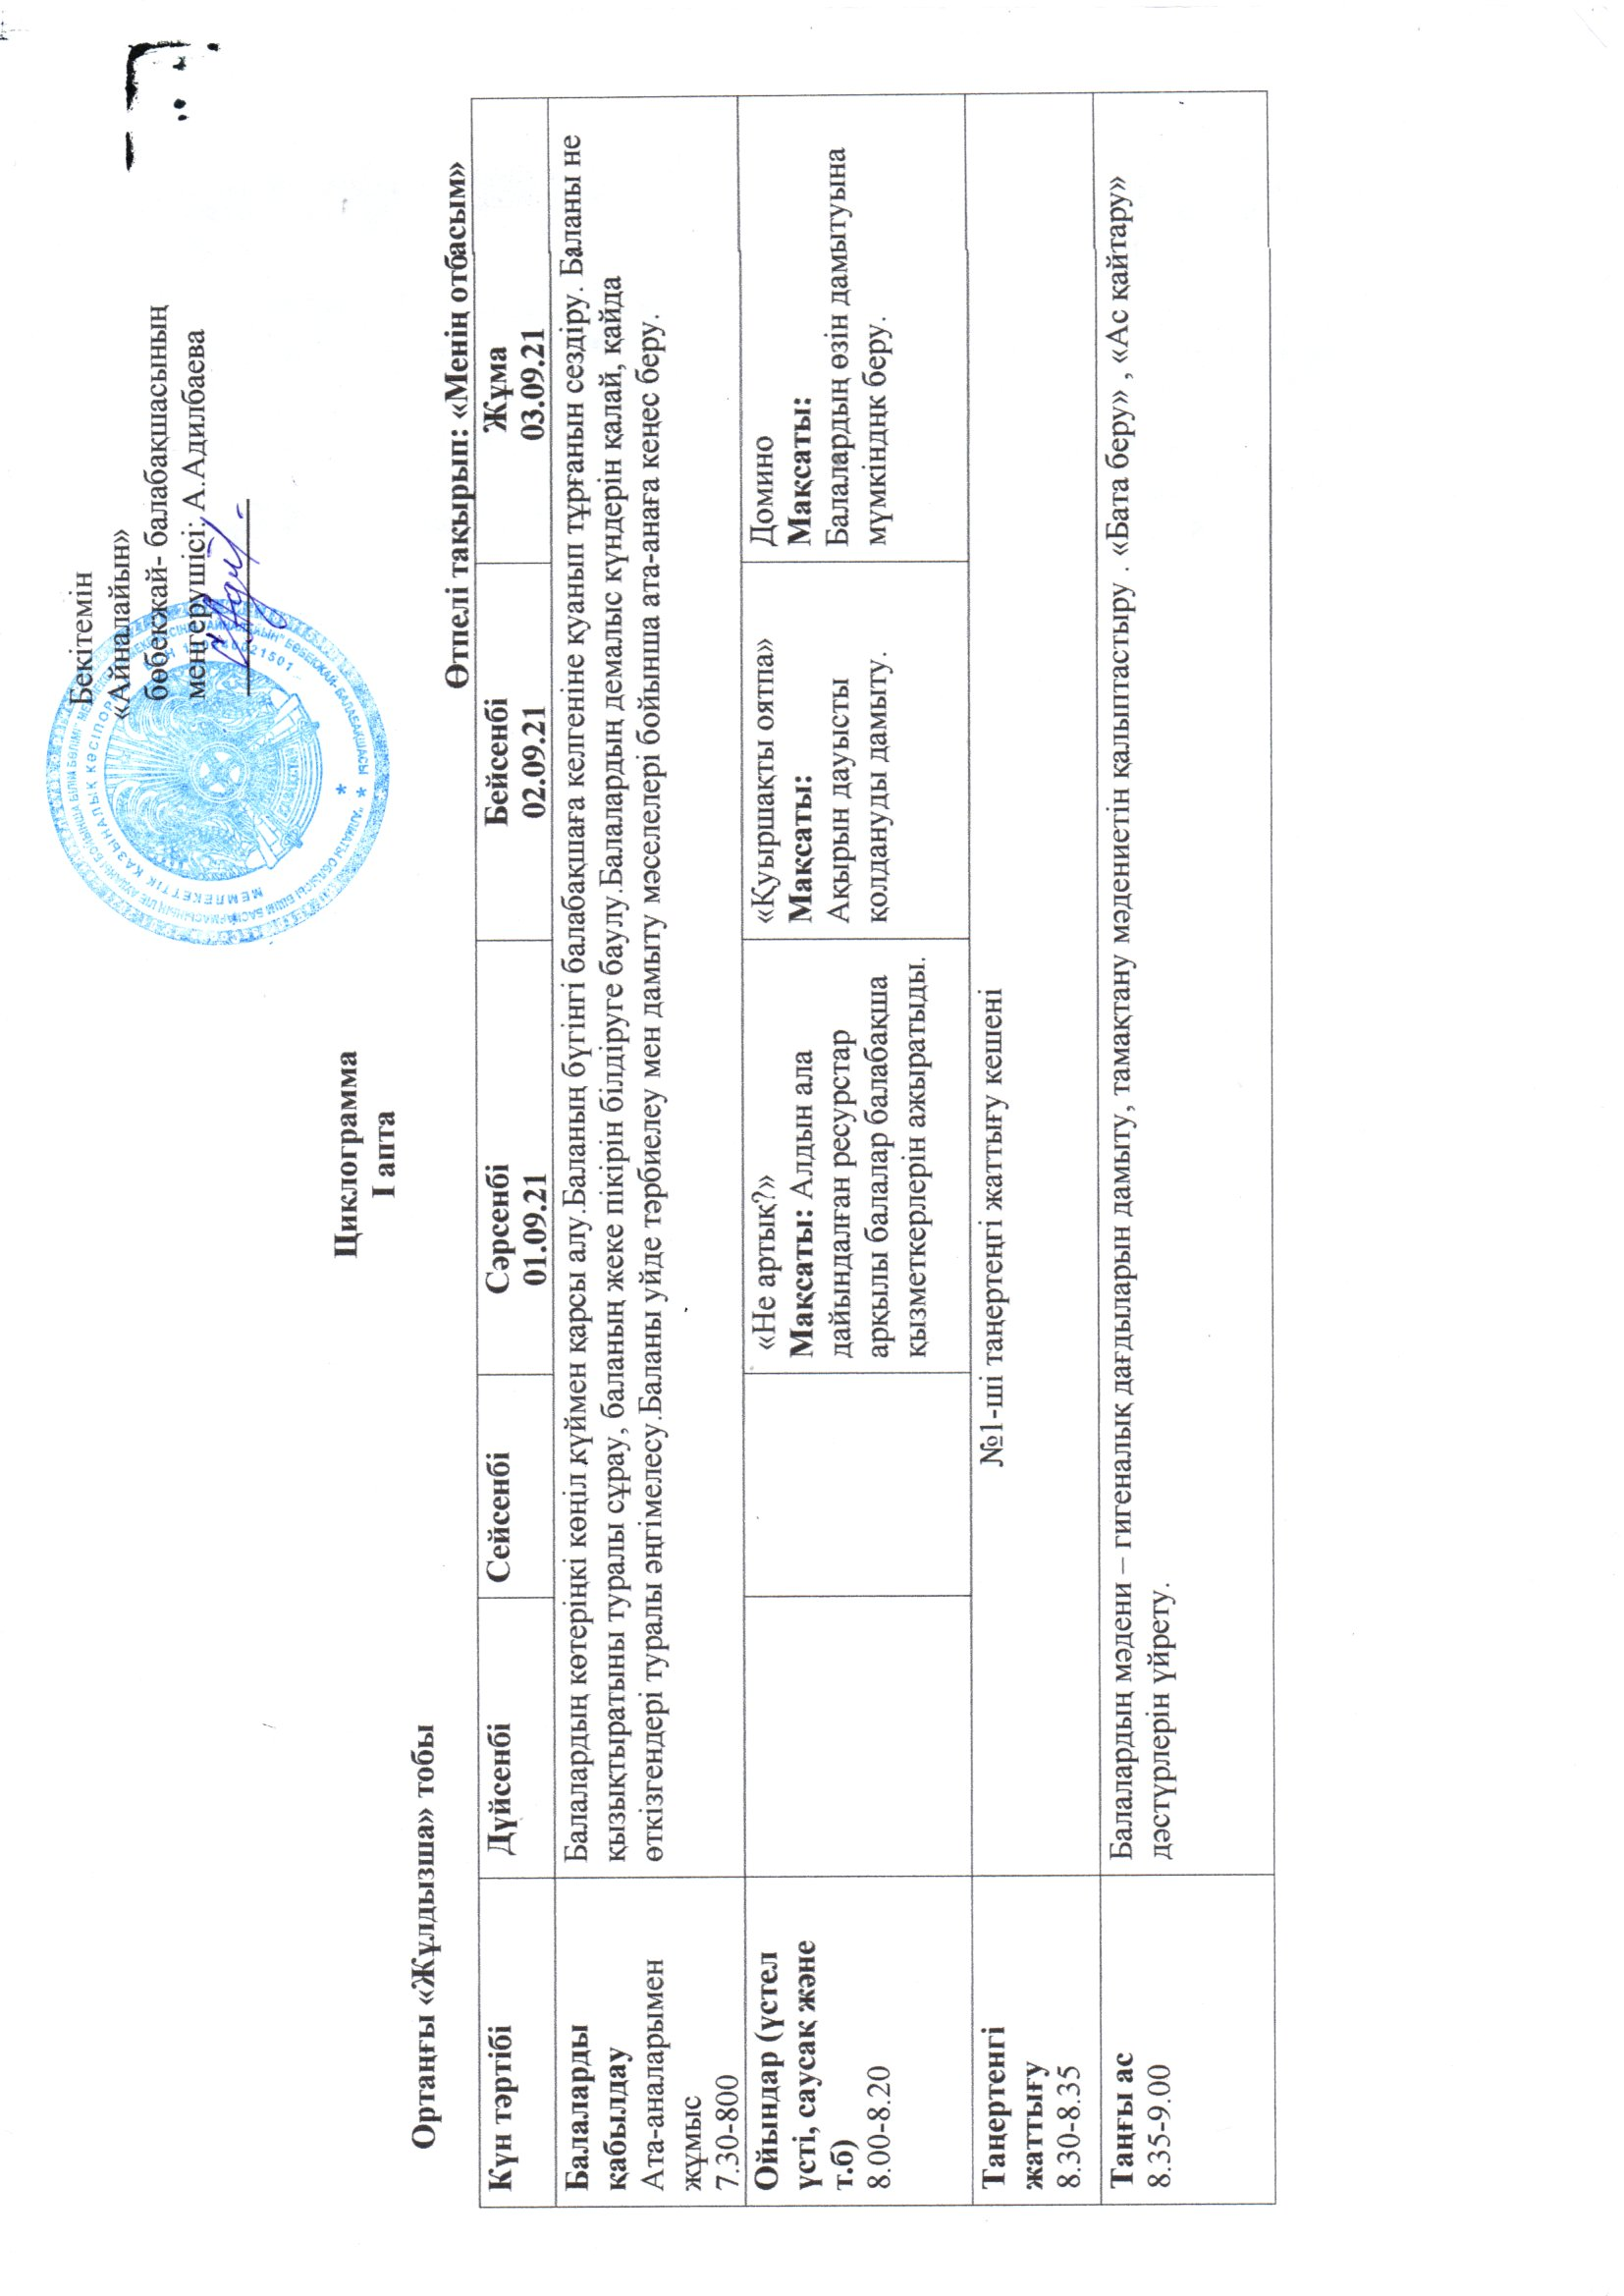 Бекітемін
«Айналайын»
бөбекжай- балабақшасының
меңгерушісі: А.Адилбаева
Циклограмма
I апта
Ортаңғы «Жұлдызша» тобы
Өтпелі тақырып: «Менің отбасым»
Күн тәртібі
Дүйсенбі
Сейсенбі
Сәрсенбі
01.09.21
Бейсенбі
02.09.21
Жұма
03.09.21
Балаларды
қабылдау
Ата-аналарымен
жұмыс
7.30-800
Балалардың көтеріңкі көңіл күймен қарсы алу.Баланың бүгінгі балабақшаға келгеніне қуанып тұрғанын сездіру. Баланы не
қызықтыратыны туралы сұрау, баланың жеке пікірін білдіруге баулу.Балалардың демалыс күндерін қалай, қайда
өткізгендері туралы әңгімелесу.Баланы уйде тәрбиелеу мен дамыту мәселелері бойынша ата-анаға кеңес беру.
Ойындар (үстел
үсті, саусақ және
т.б)
8.00-8.20
«Не артық?»
Мақсаты: Алдын ала
дайындалған ресурстар
арқылы балалар балабақша
қызметкерлерін ажыратыды.
«Қуыршақты оятпа»
Мақсаты:
Ақырын дауысты
қолдануды дамыту.
Домино
Мақсаты:
Балалардың өзін дамытуына
мүмкінднк беру.
Таңертенгі
жаттығу
8.30-8.35
№1-ші таңертеңгі жаттығу кешені
Таңғы ас
8.35-9.00
Балалардың мәдени – гигеналық дағдыларын дамыту, тамақтану мәдениетін қалыптастыру . «Бата беру» , «Ас қайтару»
дәстүрлерін үйрету.